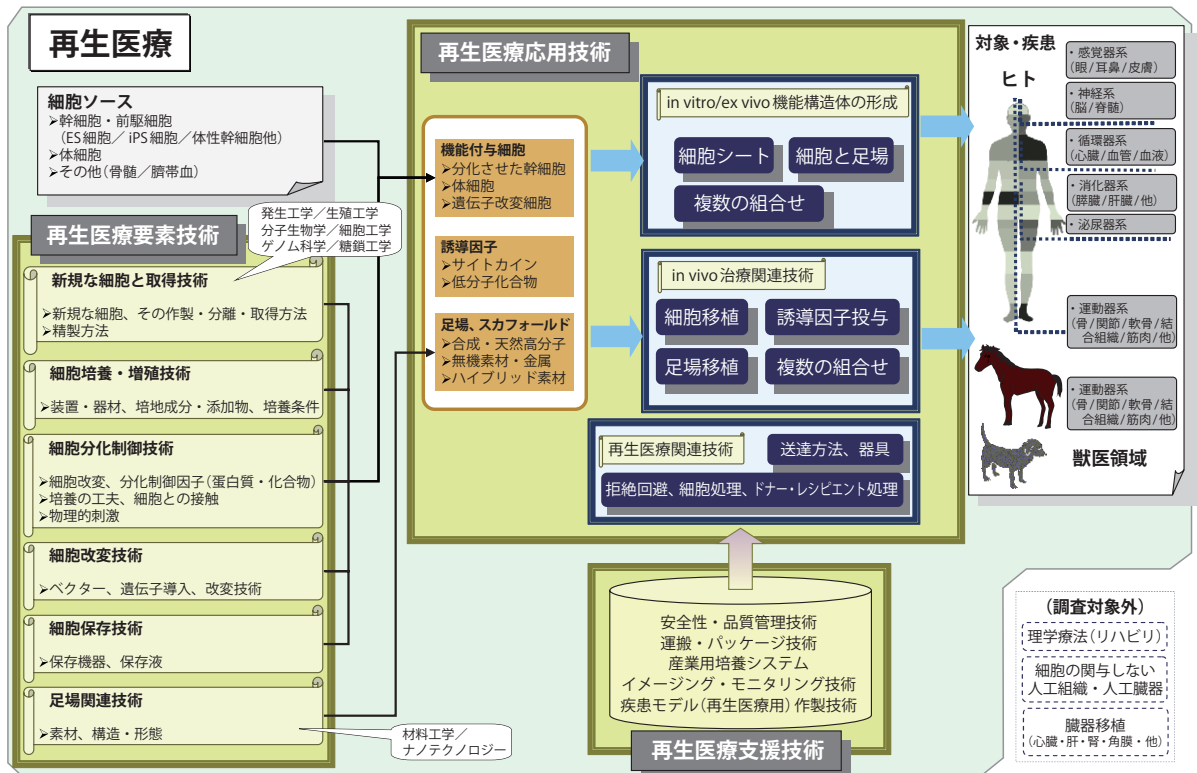 再生医療
細胞ソース
➢幹細胞・前駆細胞
（ES細胞／iPS細胞／体性幹細胞他）
➢体細胞
➢その他（骨髄／臍帯血）
再生医療要素技術
発生工学／生殖工学
分子生物学／細胞工学
ゲノム科学／糖鎖工学
新規な細胞と取得技術
➢新規な細胞、その作製・分離・取得方法
➢精製方法
細胞培養・増殖技術
➢装置・器材、培地成分・添加物、培養条件
細胞分化制御技術
➢細胞改変、分化制御因子（蛋白質・化合物）
➢培養の工夫、細胞との接触
➢物理的刺激
細胞改変技術
➢ベクター、遺伝子導入、改変技術
細胞保存技術
➢保存機器、保存液
足場関連技術
➢素材、構造・形態
材料工学／
ナノテクノロジー
再生医療応用技術
機能付与細胞
➢分化させた幹細胞
➢体細胞
➢遺伝子改変細胞
誘導因子
➢サイトカイン
➢低分子化合物
足場、スカフォールド
➢合成・天然高分子
➢無機素材・金属
➢ハイブリッド素材
in vitro/ex vivo 機能構造体の形成
細胞シート
細胞と足場
複数の組合せ
in vivo 治療関連技術
細胞移植
誘導因子投与
足場移植
複数の組合せ
再生医療関連技術
送達方法、器具
拒絶回避、細胞処理、ドナー・レシピエント処理
安全性・品質管理技術
運搬・パッケージ技術
産業用培養システム
イメージング・モニタリング技術
疾患モデル（再生医療用）作製技術
再生医療支援技術
対象・疾患
ヒト
・感覚器系
（眼/耳鼻/皮膚）
・神経系
（脳/脊髄）
・循環器系
（心臓/血管/血液）
・消化器系
（膵臓/肝臓/他）
・泌尿器系
・運動器系
（骨/関節/軟骨/結
合組織/筋肉/他）
・運動器系
（骨/関節/軟骨/結
合組織/筋肉/他）
獣医領域
（調査対象外）
理学療法（リハビリ）
細胞の関与しない
人工組織・人工臓器
臓器移植
（心臓・肝・腎・角膜・他）